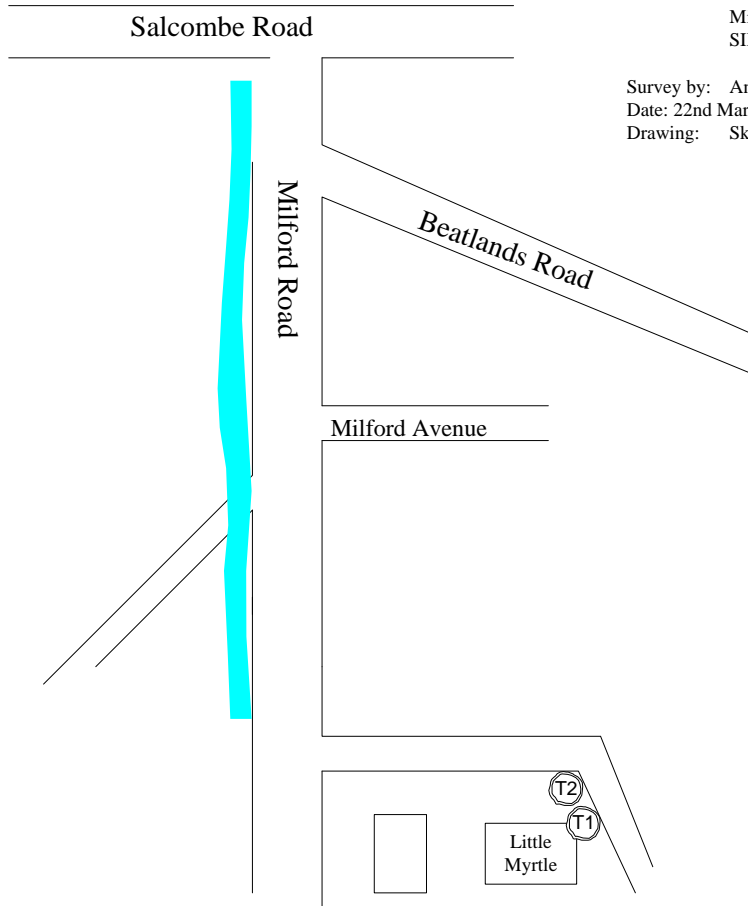 Salcombe Road
Survey by:
Date: 22nd
Drawing:
Milford Road
Beatlands Road
Milford Avenue
T2
T1
Little
Myrtle